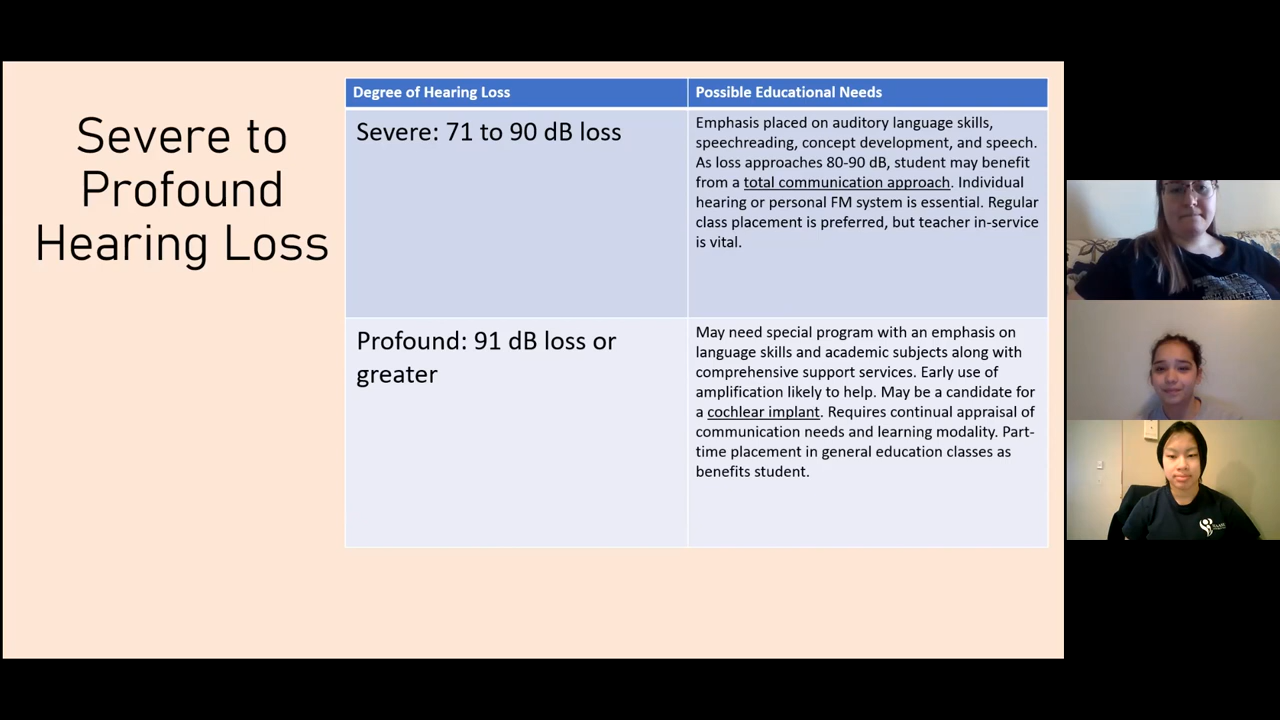 Severe to
Profound
Hearing Loss
Degree of Hearing Loss
Possible Educational Needs
Severe: 71 to 90 dB loss
Emphasis placed on auditory language skills,
speechreading, concept development, and speech.
As loss approaches 80-90 dB, student may benefit
from a total communication approach. Individual
hearing or personal FM system is essential. Regular
class placement is preferred, but teacher in-service
is vital.
Profound: 91 dB loss or
greater
May need special program with an emphasis on
language skills and academic subjects along with
comprehensive support services. Early use of
amplification likely to help. May be a candidate for
a cochlear implant. Requires continual appraisal of
communication needs and learning modality. Part-
time placement in general education classes as
benefits student.